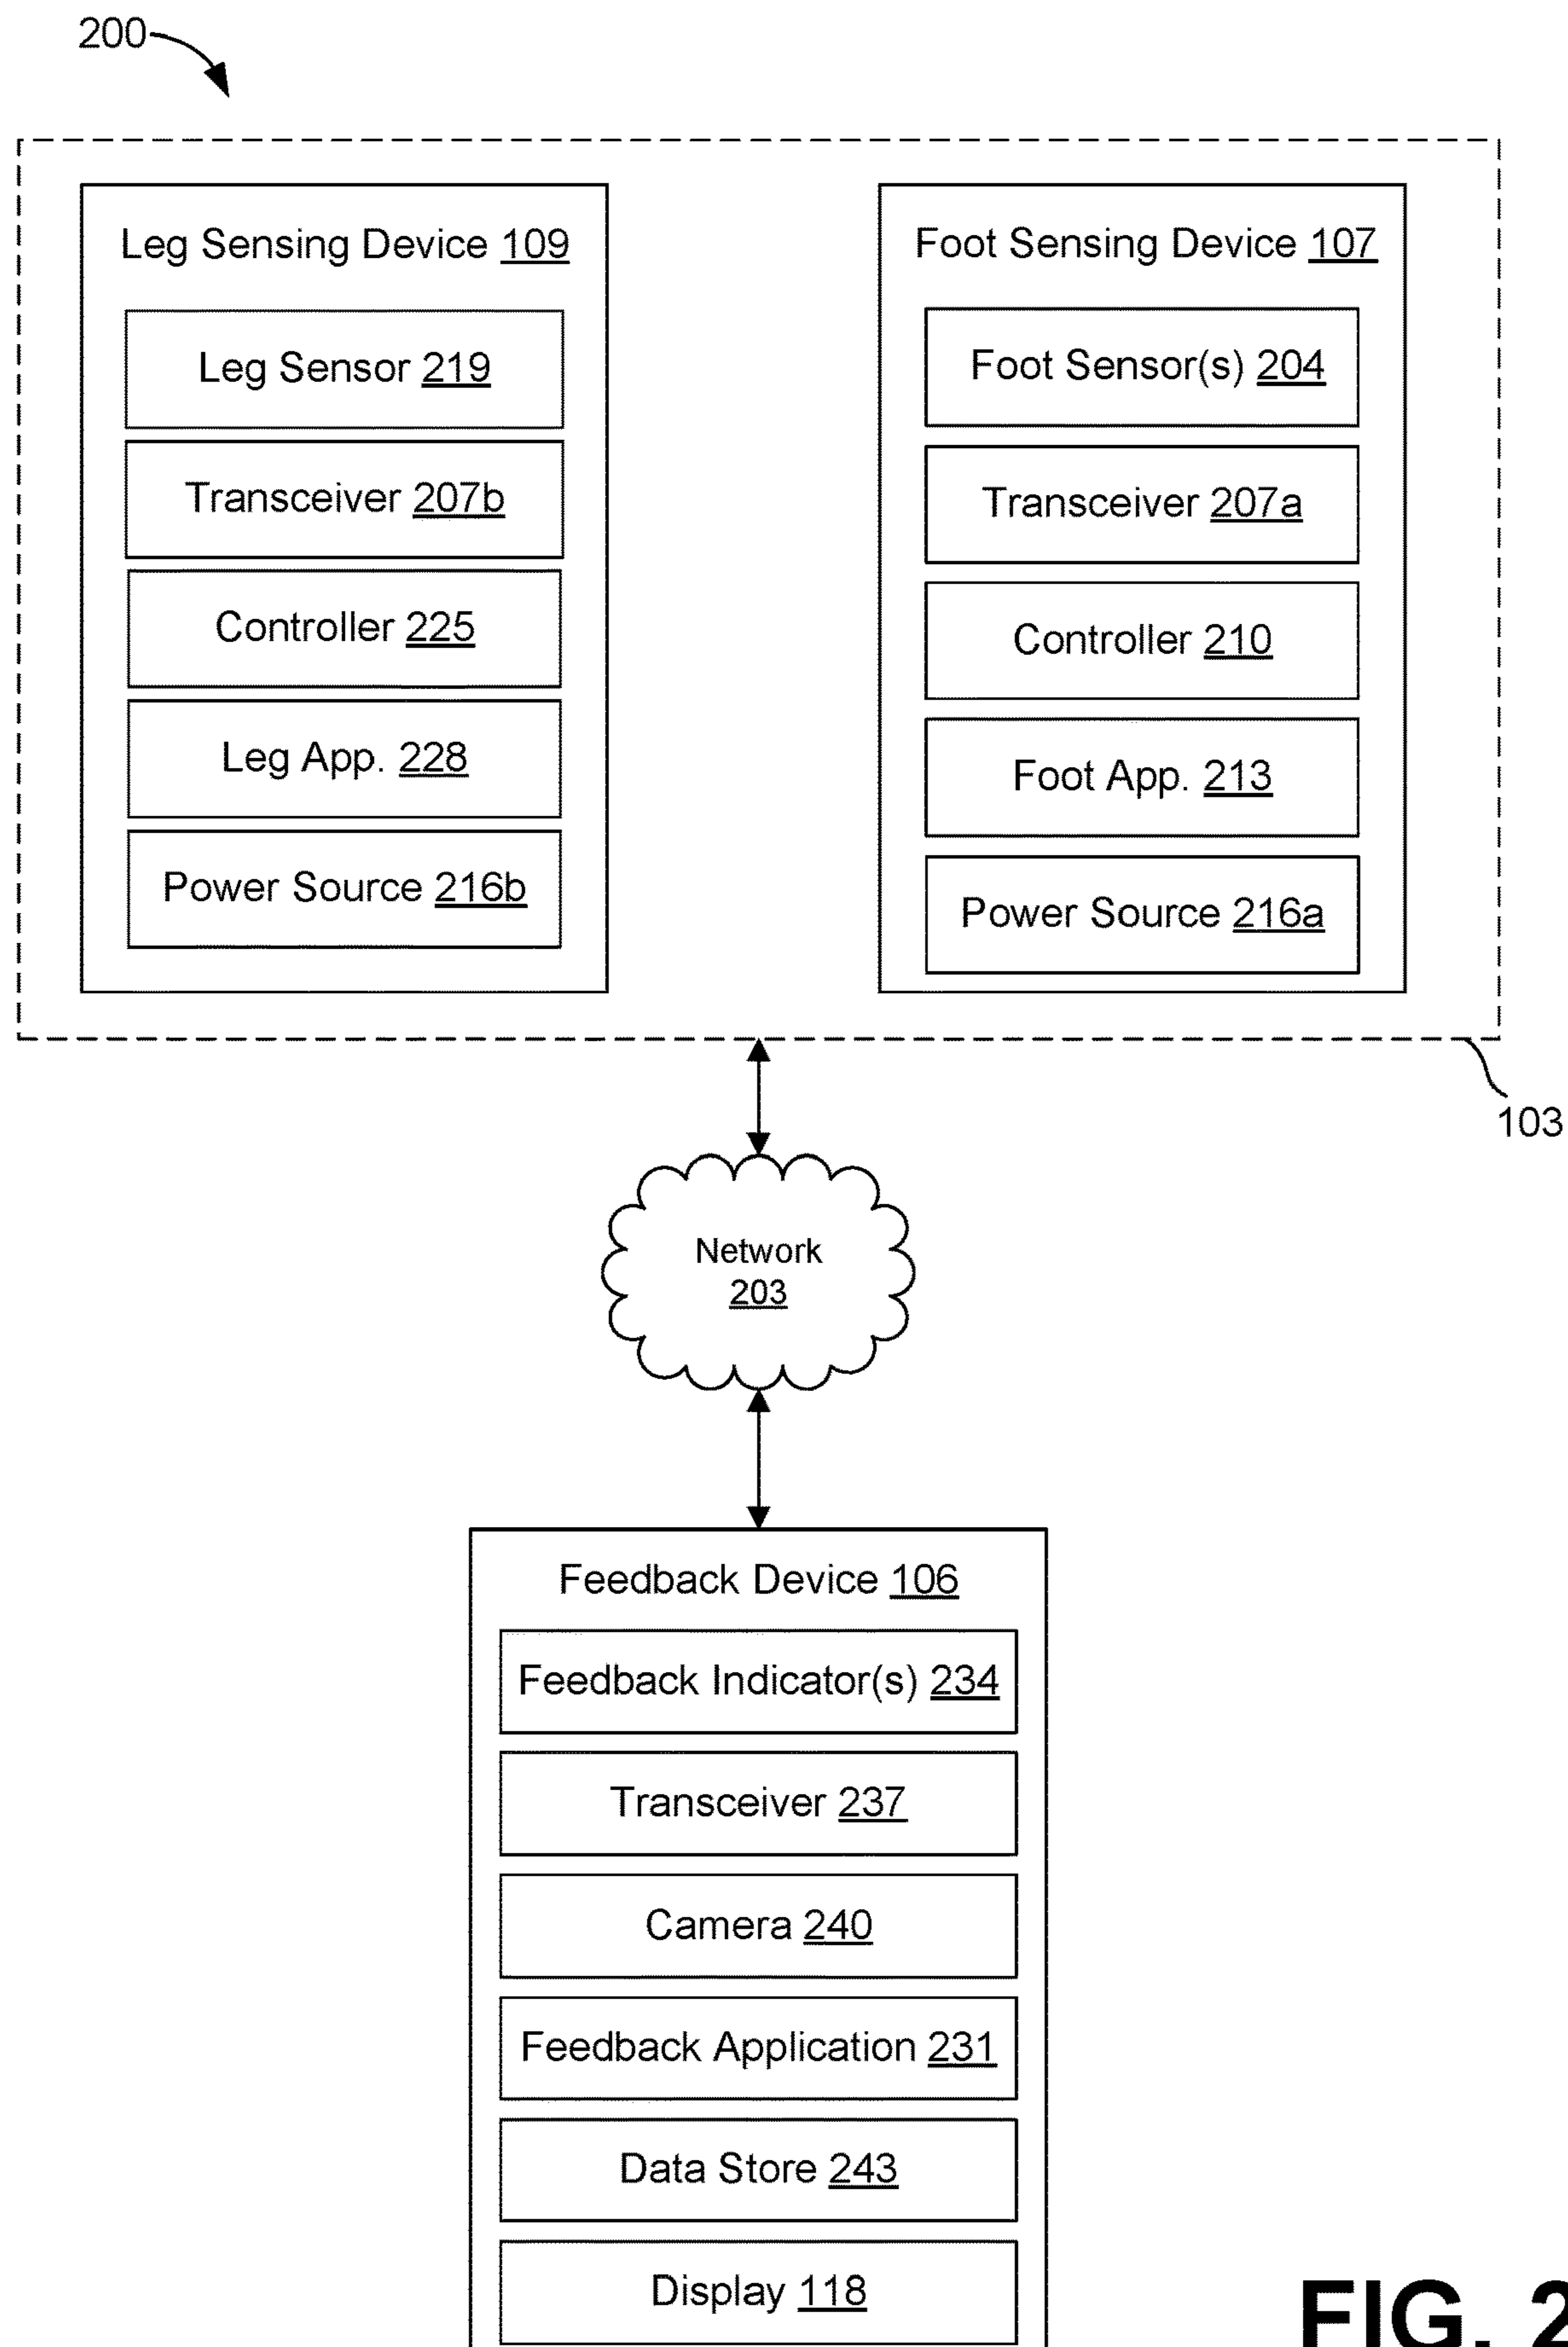 200
Leg Sensing Device 109
Leg Sensor 219
Transceiver 207b
Controller 225
Leg App. 228
Power Source 216b
Foot Sensing Device 107
Foot Sensor(s) 204
Transceiver 207a
Controller 210
Foot App. 213
Power Source 216a
103
Network
203
Feedback Device 106
Feedback Indicator(s) 234
Transceiver 237
Camera 240
Feedback Application 231
Data Store 243
Display 118
FIG. 2